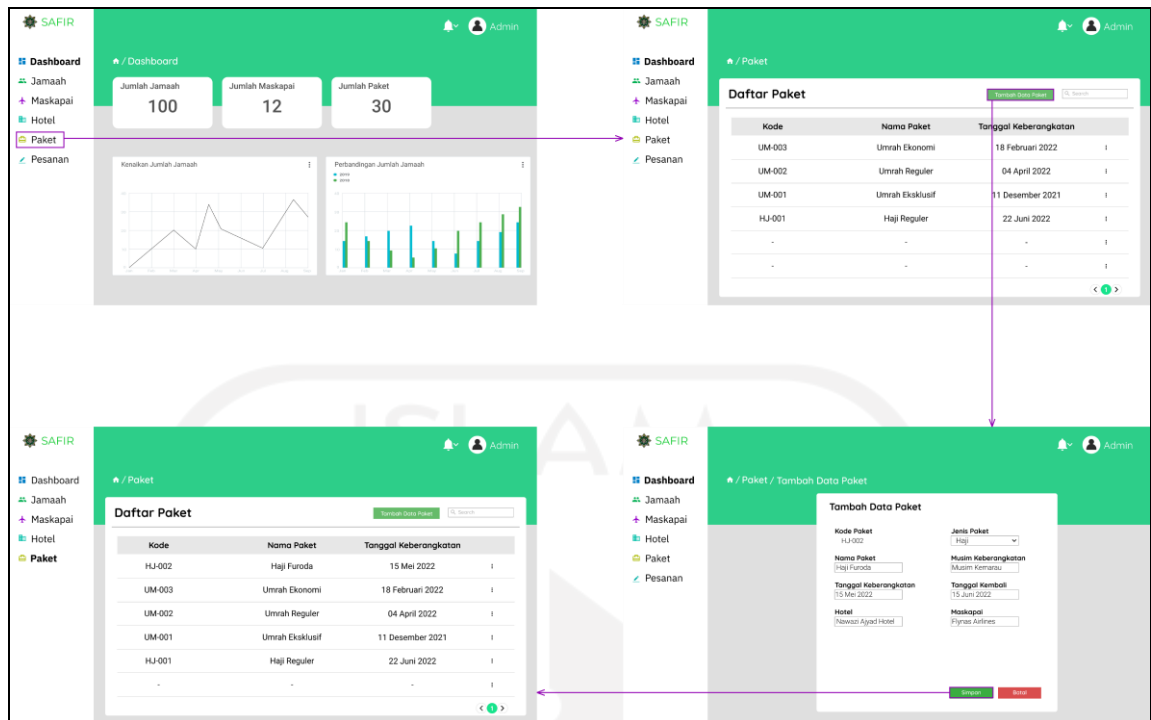 SAFIR
Admin
Dashboard
Jamaah
Maskapai
Hotel
Paket
Pesanan
/ Dashboard
Jumlah Jamaah
100
Jumlah Maskapai
12
Jumlah Paket
30
Kenaikan Jumlah Jamaah
Perbandingan Jumlah Jamaah
SAFIR
Admin
Dashboard
Jamaah
Maskapai
Hotel
Paket
Pesanan
/ Paket
Daftar Paket
Tambah Data Paket
Search
Kode Nama Paket Tanggal Keberangkatan
UM-003 Umrah Ekonomi 18 Februari 2022
UM-002 Umrah Reguler 04 April 2022
UM-001 Umrah Eksklusif 11 Desember 2021
HJ-001 Haji Reguler 22 Juni 2022
- - -
- - -
< 1 >
ISLAM
SAFIR
Admin
Dashboard
Jamaah
Maskapai
Hotel
Paket
/ Paket
Daftar Paket
Tambah Data Paket
Search
Kode Nama Paket Tanggal Keberangkatan
HJ-002 Haji Furoda 15 Mei 2022
UM-003 Umrah Ekonomi 18 Februari 2022
UM-002 Umrah Reguler 04 April 2022
UM-001 Umrah Eksklusif 11 Desember 2021
HJ-001 Haji Reguler 22 Juni 2022
- - -
< 1 >
SAFIR
Admin
Dashboard
Jamaah
Maskapai
Hotel
Paket
Pesanan
/ Paket / Tambah Data Paket
Tambah Data Paket
Kode Paket Jenis Paket
HJ-002 Haji
Nama Paket Musim Keberangkatan
Haji Furoda Musim Kemarau
Tanggal Keberangkatan Tanggal Kembali
15 Mei 2022 15 Juni 2022
Hotel Maskapai
Nawazi Ajyad Hotel Flynas Airlines
Simpan Batal